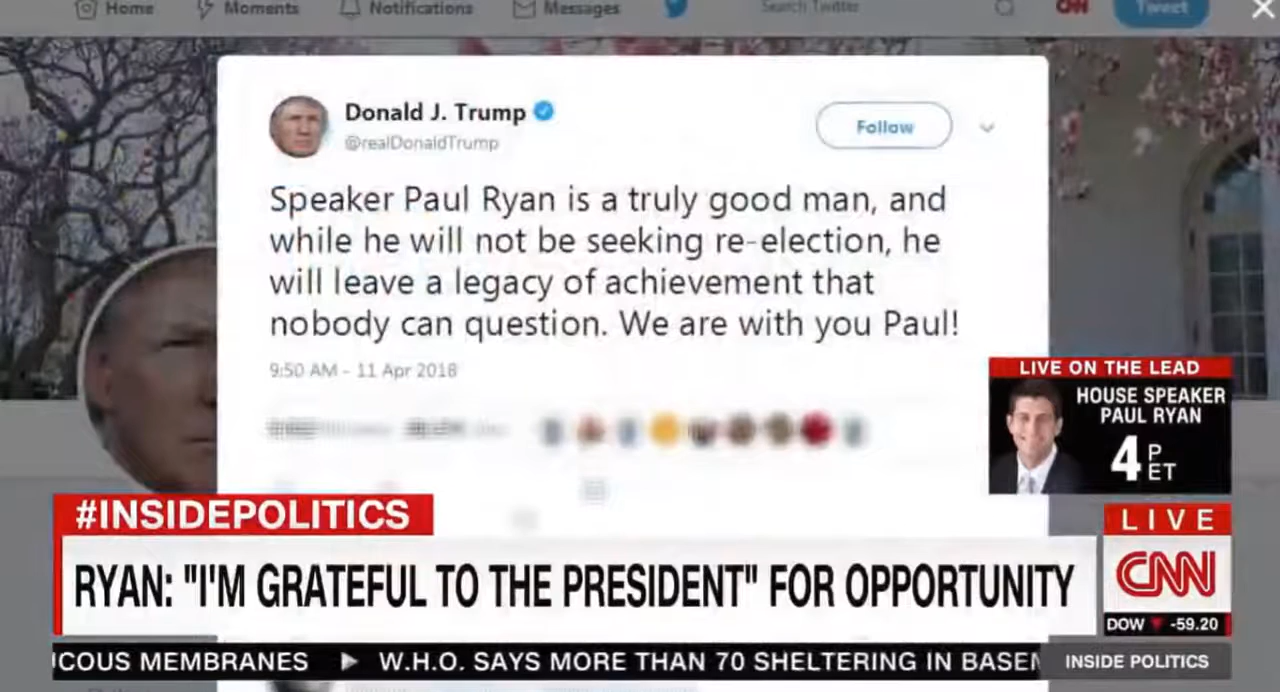 Home Moments Notifications Messages Search Twitter Tweet
Donald J. Trump
@realDonaldTrump
Follow
Speaker Paul Ryan is a truly good man, and
while he will not be seeking re-election, he
will leave a legacy of achievement that
nobody can question. We are with you Paul!
9:50 AM - 11 Apr 2018
LIVE ON THE LEAD
HOUSE SPEAKER
PAUL RYAN
4 P
ET
#INSIDEPOLITICS
RYAN: "I'M GRATEFUL TO THE PRESIDENT" FOR OPPORTUNITY
LIVE
CNN
DOW -59.20
COUS MEMBRANES ▶ W.H.O. SAYS MORE THAN 70 SHELTERING IN BASEM
INSIDE POLITICS